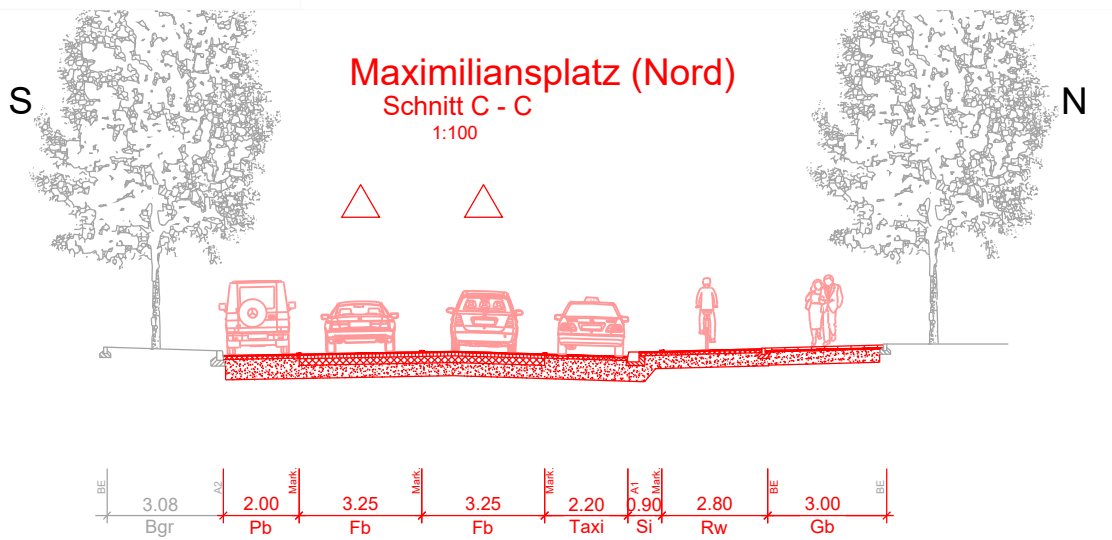 Maximiliansplatz (Nord)
S
N
Schnitt C - C
1:100
BE A2 Mark. Mark. Mark. A1 Mark. BE BE
3.08 2.00 3.25 3.25 2.20 0.90 2.80 3.00
Bgr Pb Fb Fb Taxi Si Rw Gb